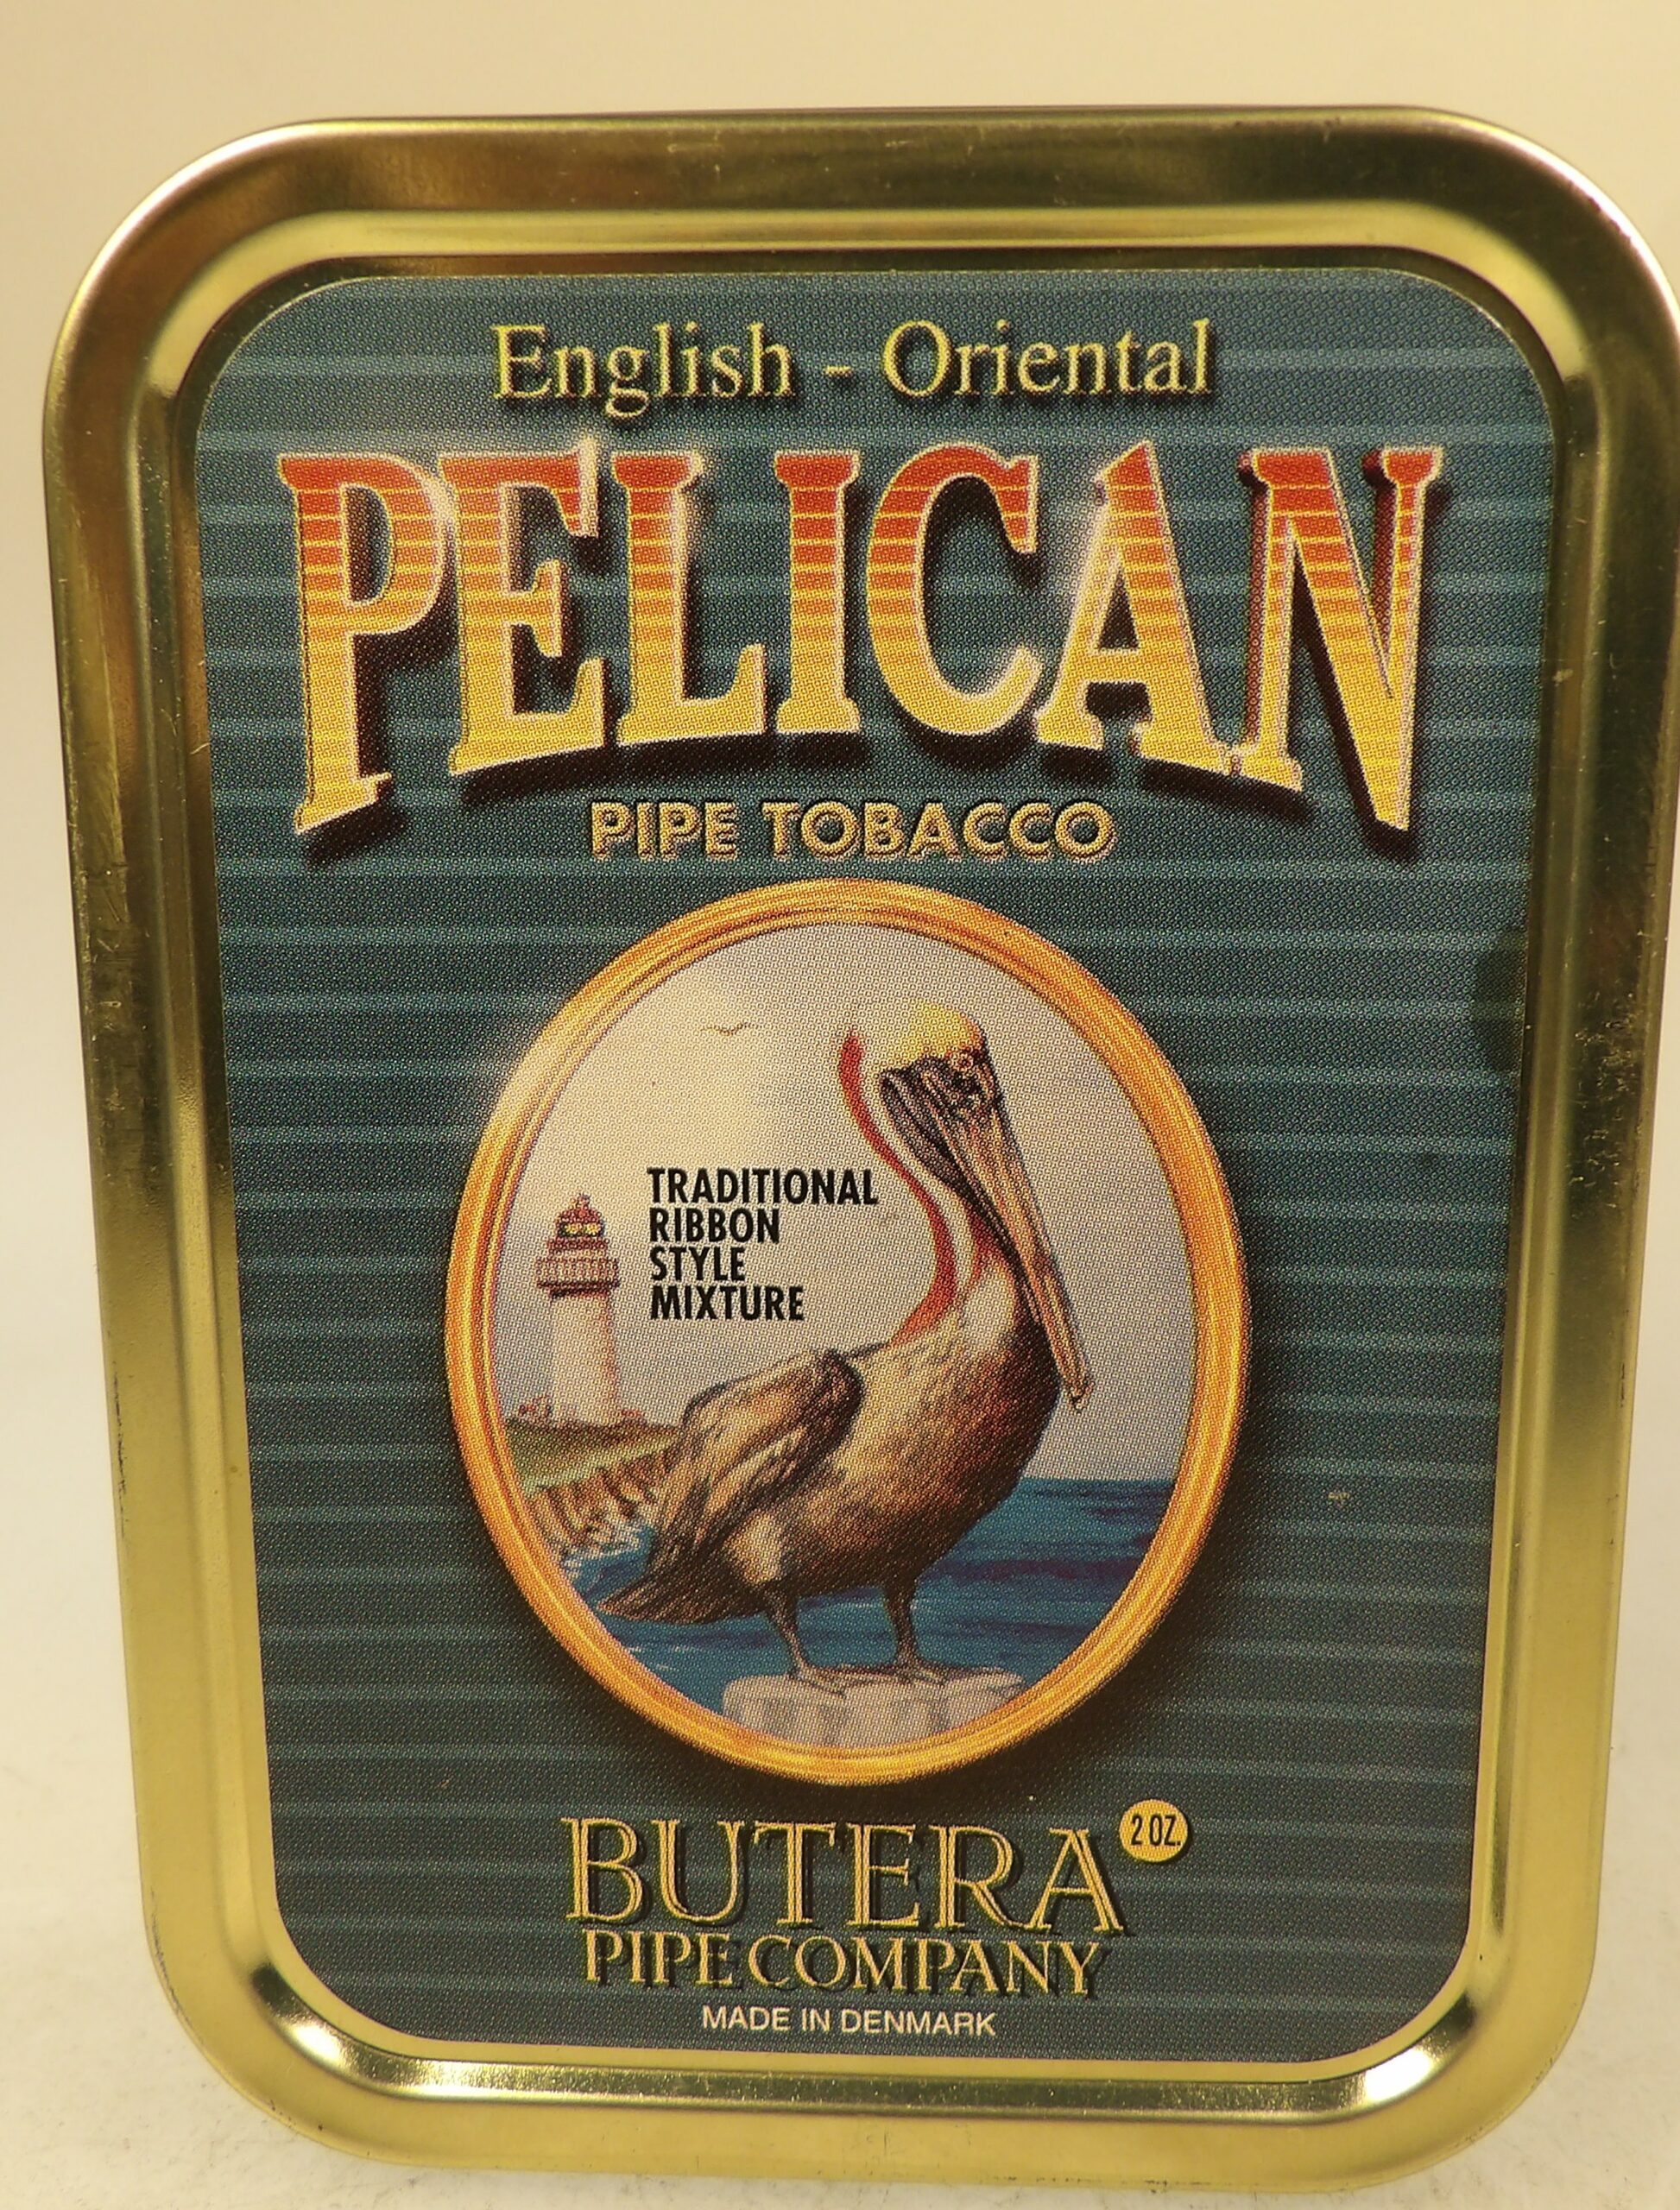 English - Oriental
PELICAN
PIPE TOBACCO
TRADITIONAL
RIBBON
STYLE
MIXTURE
BUTERA 2 OZ.
PIPE COMPANY
MADE IN DENMARK